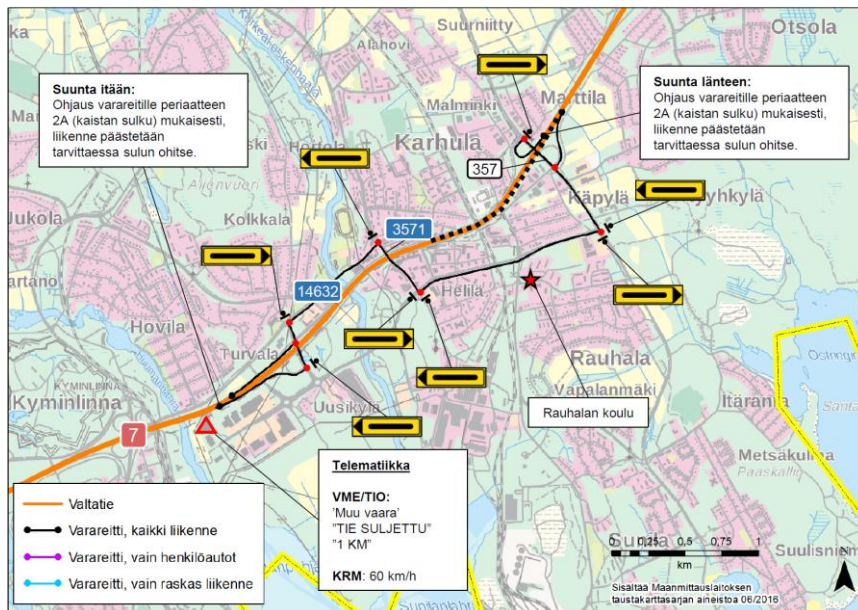 Suurniitty
Otsola
Alahovi
Suunta itään:
Ohjaus varareitille periaatteen
2A (kaistan sulku) mukaisesti,
liikenne päästetään
tarvittaessa sulun ohitse.
Malminki
Marttila
Suunta länteen:
Ohjaus varareitille periaatteen
2A (kaistan sulku) mukaisesti,
liikenne päästetään
tarvittaessa sulun ohitse.
Karhula
357
Käpylä
Jukola
Kolkkala
3571
14632
Helilä
Hovila
Turvala
Rauhala
Vapalanmäki
KYMINLINNA
Kyminlinna
Uusikylä
Rauhalan koulu
Itäranta
7
Metsäkulma
Telematiikka
VME/TIO:
'Muu vaara'
"TIE SULJETTU"
"1 KM"
KRM: 60 km/h
Valtatie
Varareitti, kaikki liikenne
Varareitti, vain henkilöautot
Varareitti, vain raskas liikenne
0 0,25 0,5 0,75 1
km
Sisältää Maanmittauslaitoksen
taustakarttasarjan aineistoa 06/2016